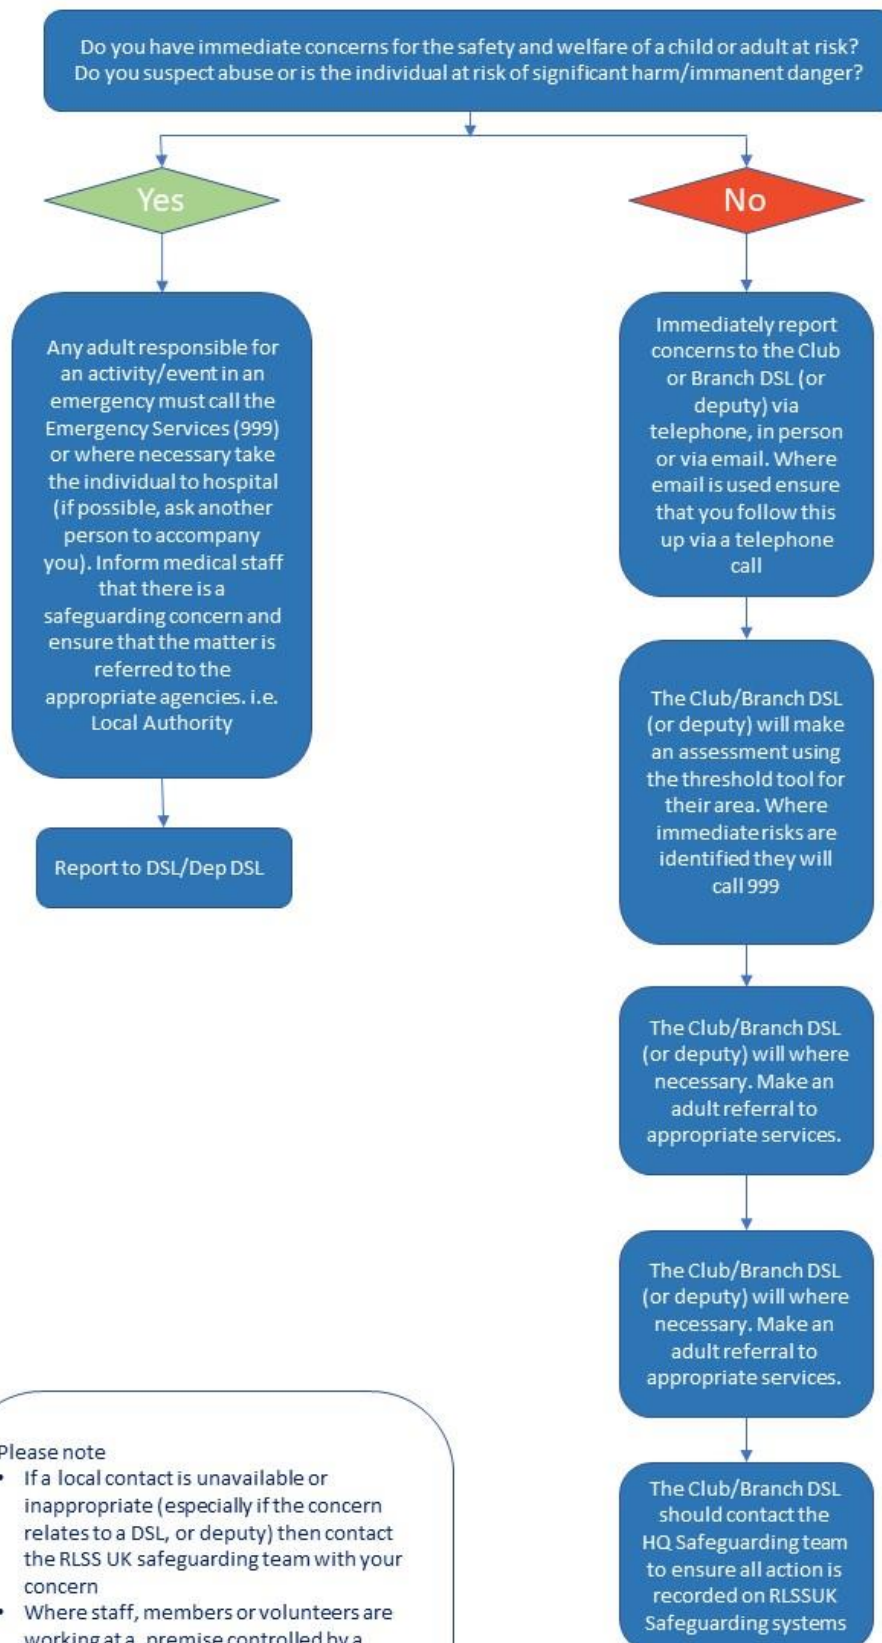 Do you have immediate concerns for the safety and welfare of a child or adult at risk?
Do you suspect abuse or is the individual at risk of significant harm/immanent danger?
Yes
No
Any adult responsible for
an activity/event in an
emergency must call the
Emergency Services (999)
or where necessary take
the individual to hospital
(if possible, ask another
person to accompany
you). Inform medical staff
that there is a
safeguarding concern and
ensure that the matter is
referred to the
appropriate agencies. i.e.
Local Authority
Report to DSL/Dep DSL
Immediately report
concerns to the Club
or Branch DSL (or
deputy) via
telephone, in person
or via email. Where
email is used ensure
that you follow this
up via a telephone
call
The Club/Branch DSL
(or deputy) will make
an assessment using
the threshold tool for
their area. Where
immediate risks are
identified they will
call 999
The Club/Branch DSL
(or deputy) will where
necessary. Make an
adult referral to
appropriate services.
The Club/Branch DSL
(or deputy) will where
necessary. Make an
adult referral to
appropriate services.
The Club/Branch DSL
should contact the
HQ Safeguarding team
to ensure all action is
recorded on RLSSUK
Safeguarding systems
Please note
• If a local contact is unavailable or
inappropriate (especially if the concern
relates to a DSL, or deputy) then contact
the RLSS UK safeguarding team with your
concern
• Where staff, members or volunteers are
working at a premise controlled by a